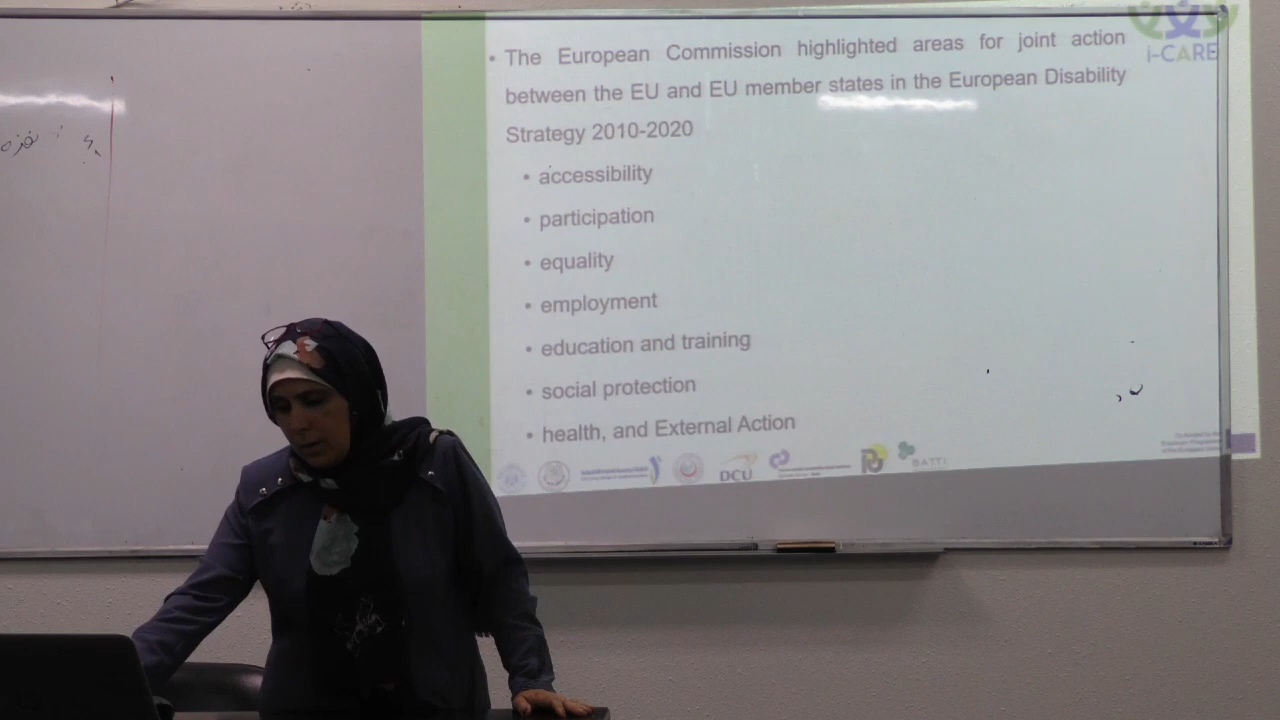 i-CARE
• The European Commission highlighted areas for joint action
between the EU and EU member states in the European Disability
Strategy 2010-2020
• accessibility
• participation
• equality
• employment
• education and training
• social protection
• health, and External Action
DCU
BATTI